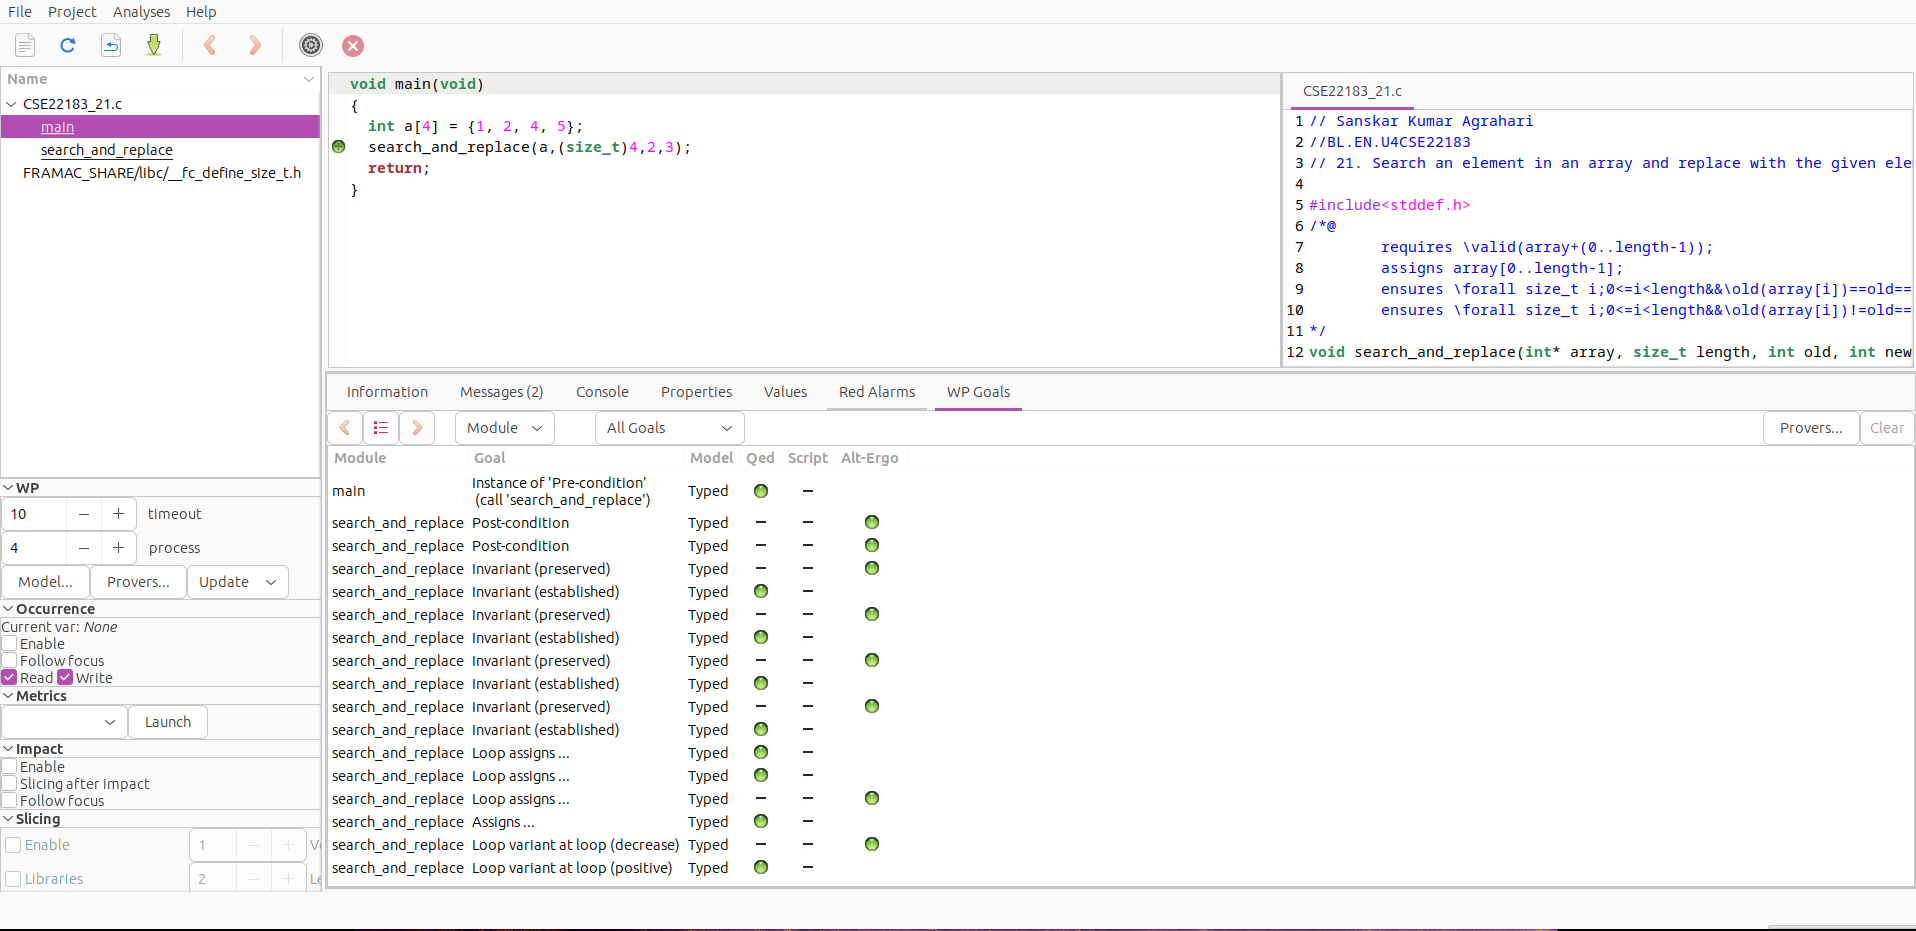 File Project Analyses Help
Name
CSE22183_21.c
main
search_and_replace
FRAMAC_SHARE/libc/__fc_define_size_t.h
void main(void)
{
int a[4] = {1, 2, 4, 5};
search_and_replace(a,(size_t)4,2,3);
return;
}
CSE22183_21.c
1 // Sanskar Kumar Agrahari
2 //BL.EN.U4CSE22183
3 // 21. Search an element in an array and replace with the given ele
4
5 #include<stddef.h>
6 /*@
7 requires \valid(array+(0..length-1));
8 assigns array[0..length-1];
9 ensures \forall size_t i;0<=i<length&&\old(array[i])==old==
10 ensures \forall size_t i;0<=i<length&&\old(array[i])!=old==
11 */
12 void search_and_replace(int* array, size_t length, int old, int new
WP
10 − + timeout
4 − + process
Model... Provers... Update
Occurrence
Current var: None
Enable
Follow focus
Read Write
Metrics
Launch
Impact
Enable
Slicing after impact
Follow focus
Slicing
Enable 1 − +
Libraries 2 − +
Information Messages (2) Console Properties Values Red Alarms WP Goals
Module All Goals Provers... Clear
Module Goal Model Qed Script Alt-Ergo
main Instance of 'Pre-condition' (call 'search_and_replace') Typed –
search_and_replace Post-condition Typed – –
search_and_replace Post-condition Typed – –
search_and_replace Invariant (preserved) Typed – –
search_and_replace Invariant (established) Typed –
search_and_replace Invariant (preserved) Typed – –
search_and_replace Invariant (established) Typed –
search_and_replace Invariant (preserved) Typed – –
search_and_replace Invariant (established) Typed –
search_and_replace Invariant (preserved) Typed – –
search_and_replace Invariant (established) Typed –
search_and_replace Loop assigns ... Typed –
search_and_replace Loop assigns ... Typed –
search_and_replace Loop assigns ... Typed – –
search_and_replace Assigns ... Typed –
search_and_replace Loop variant at loop (decrease) Typed – –
search_and_replace Loop variant at loop (positive) Typed –